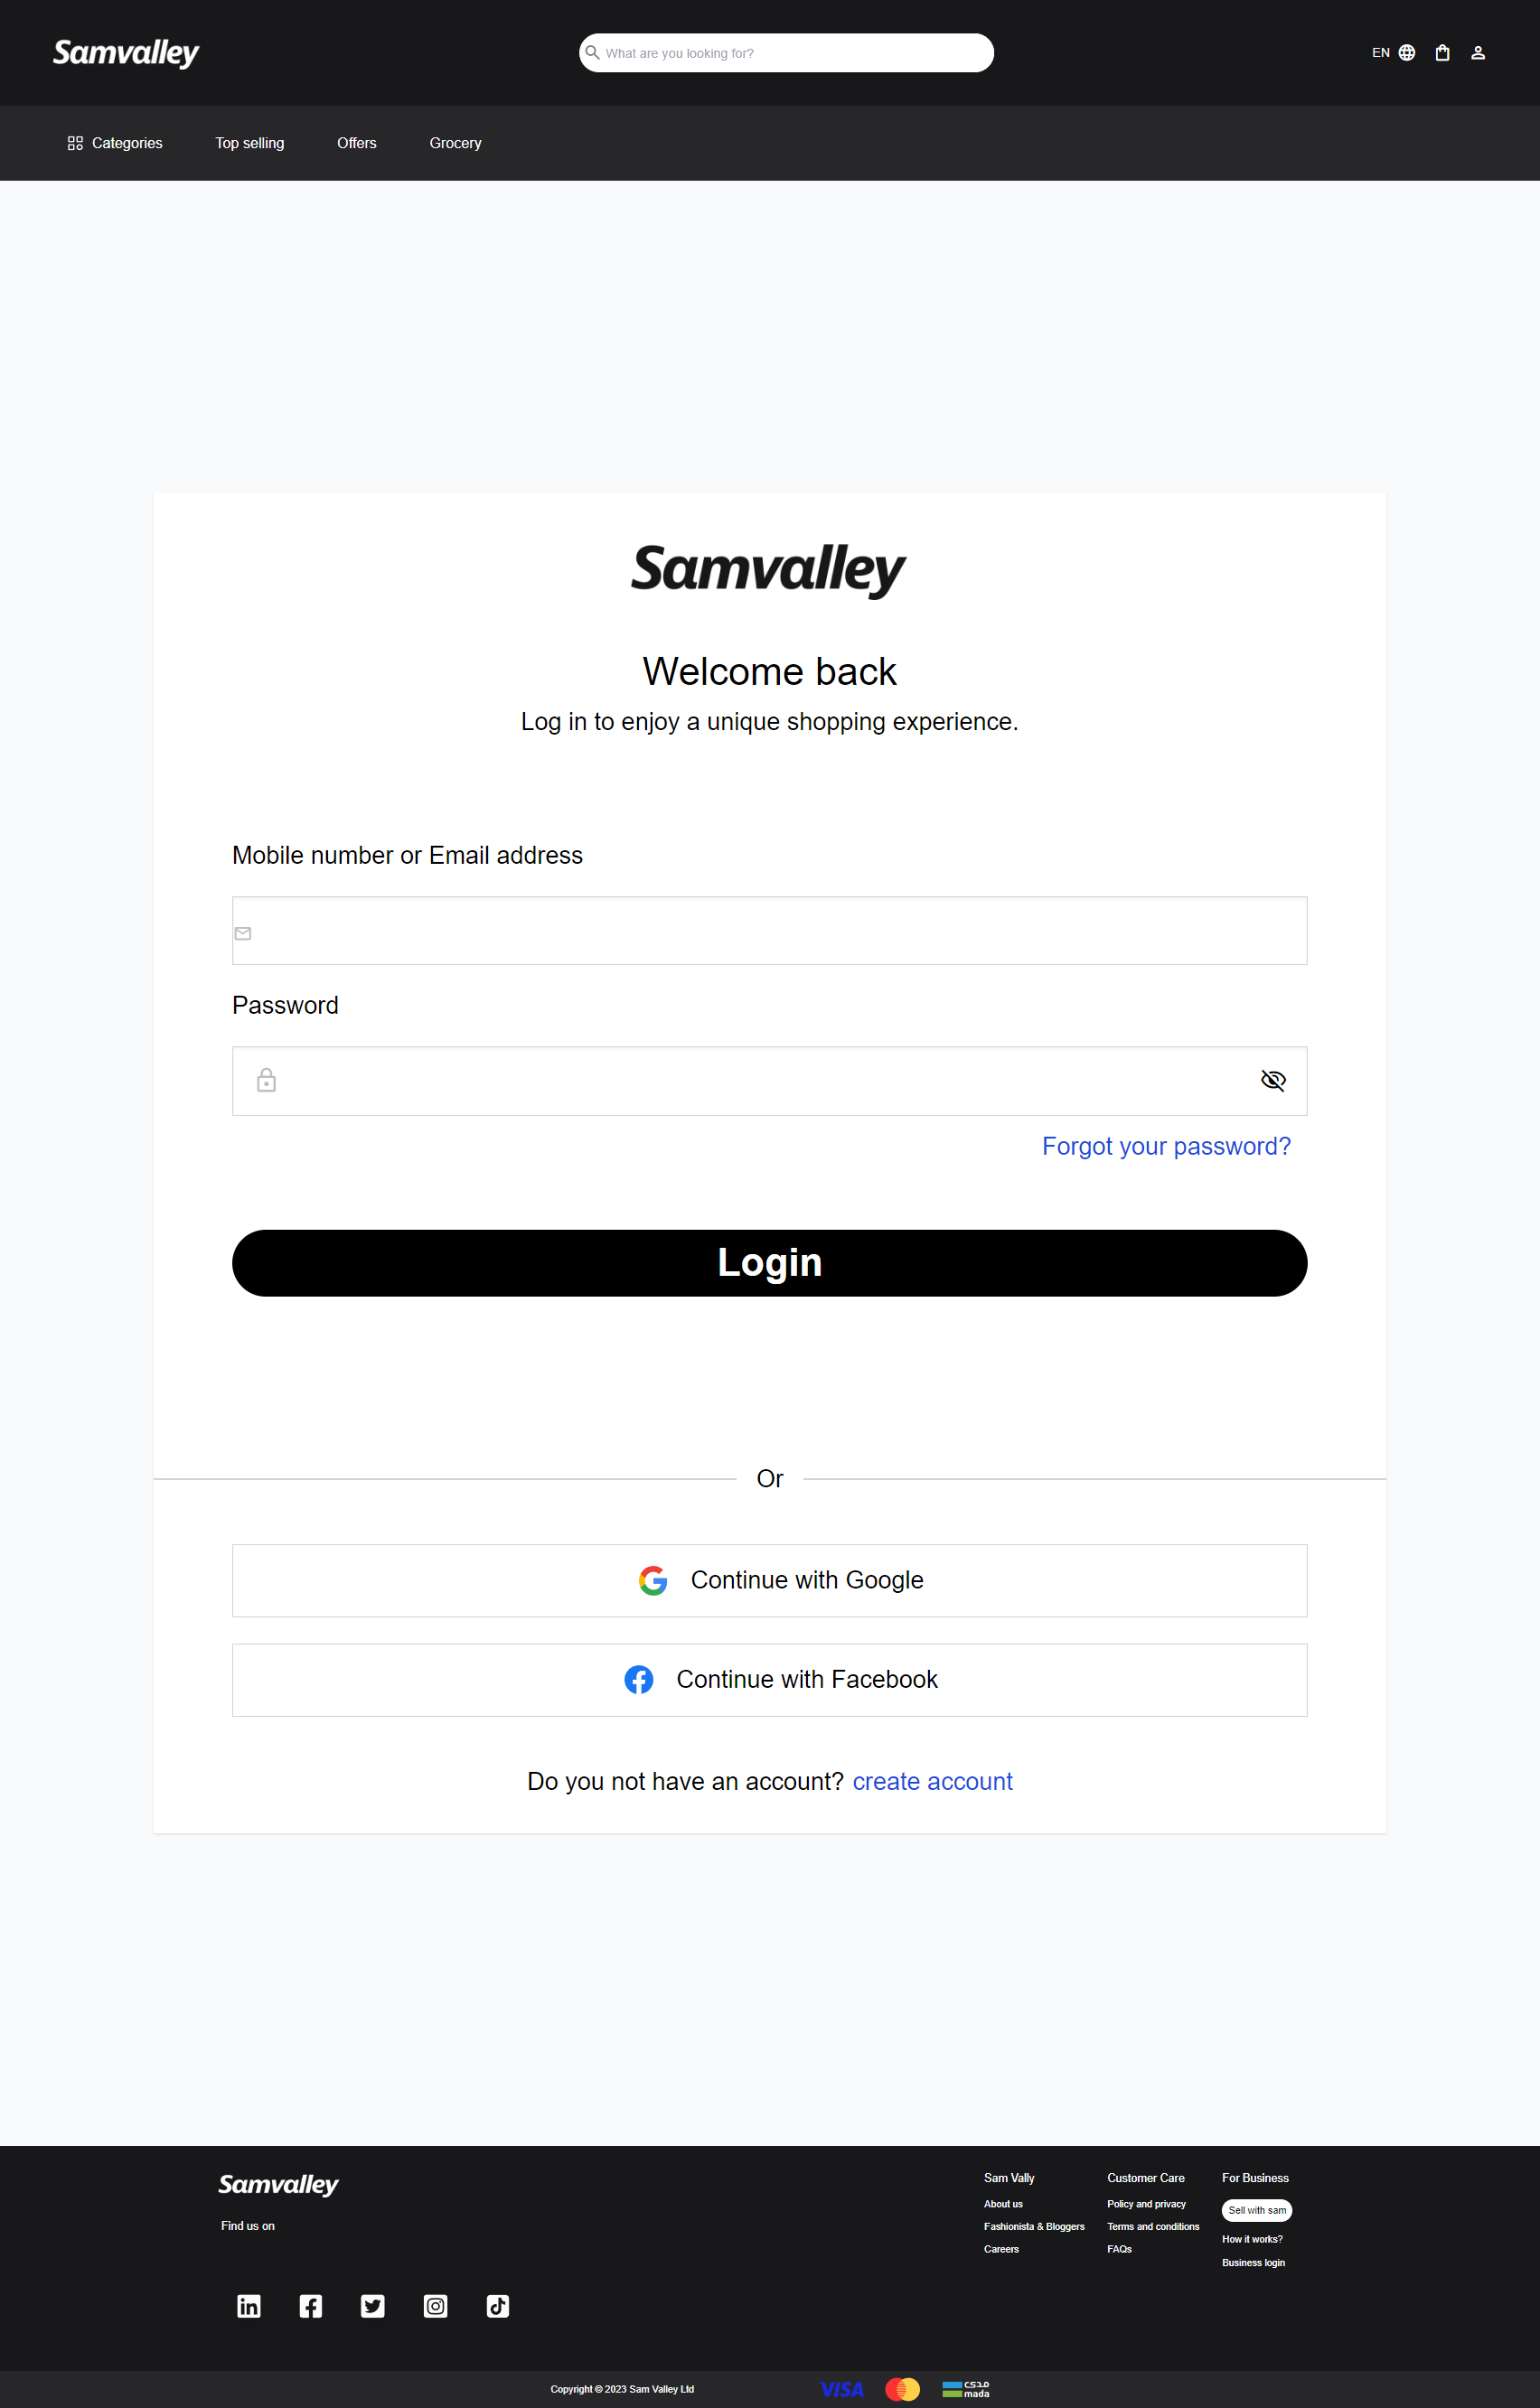 Samvalley
What are you looking for?
EN
Categories
Top selling
Offers
Grocery
Samvalley
Welcome back
Log in to enjoy a unique shopping experience.
Mobile number or Email address
Password
Forgot your password?
Login
Or
Continue with Google
Continue with Facebook
Do you not have an account? create account
Samvalley
Find us on
Sam Vally
About us
Fashionista & Bloggers
Careers
Customer Care
Policy and privacy
Terms and conditions
FAQs
For Business
Sell with sam
How it works?
Business login
Copyright © 2023 Sam Valley Ltd
VISA
مدى
mada